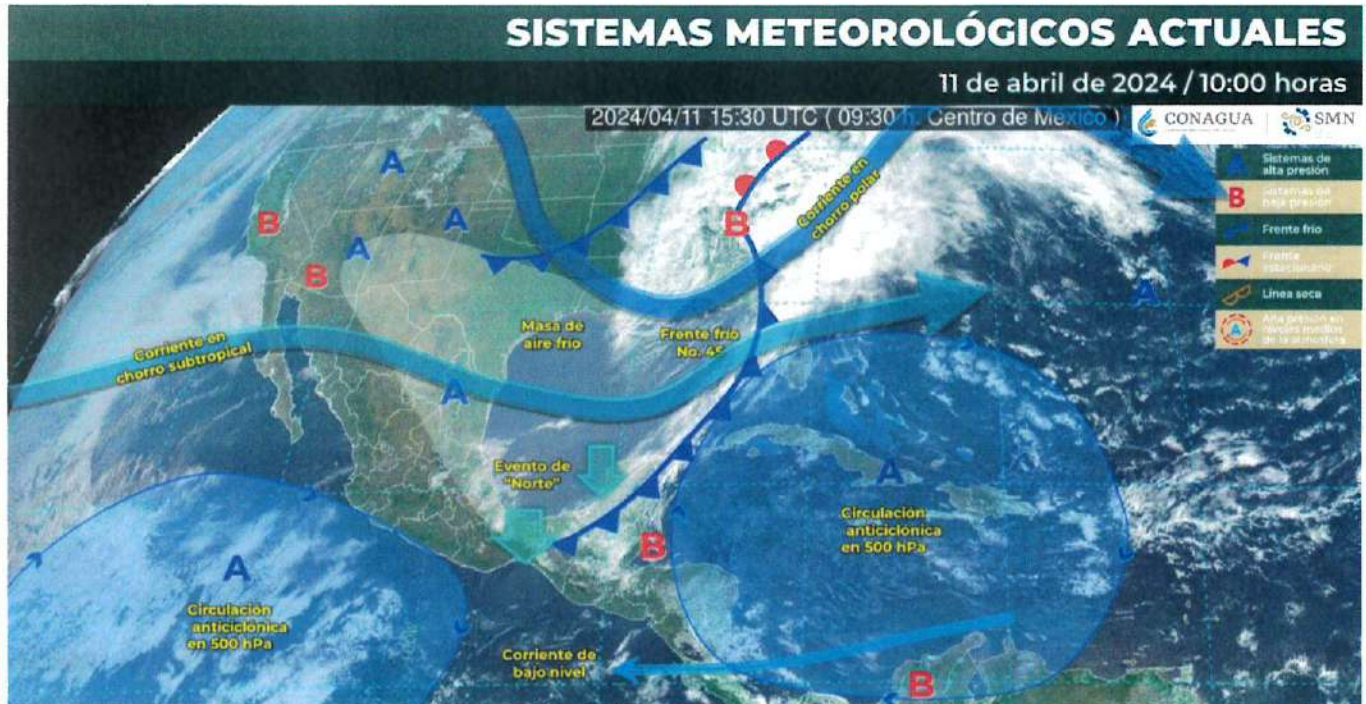 SISTEMAS METEOROLÓGICOS ACTUALES
11 de abril de 2024 / 10:00 horas
2024/04/11 15:30 UTC ( 09:30 h. Centro de México )
CONAGUA
SMN
A
Sistemas de
alta presión
B
Sistemas de
baja presión
Frente frío
Frente
estacionario
Línea seca
A
Alta presión en
niveles medios
de la atmósfera
A
A
A
B
B
B
Corriente en
chorro polar
A
Masa de
aire frío
Frente frío
No. 45
Corriente en
chorro subtropical
A
Evento de
"Norte"
A
Circulación
anticiclónica
en 500 hPa
B
A
Circulación
anticiclónica
en 500 hPa
Corriente de
bajo nivel
B